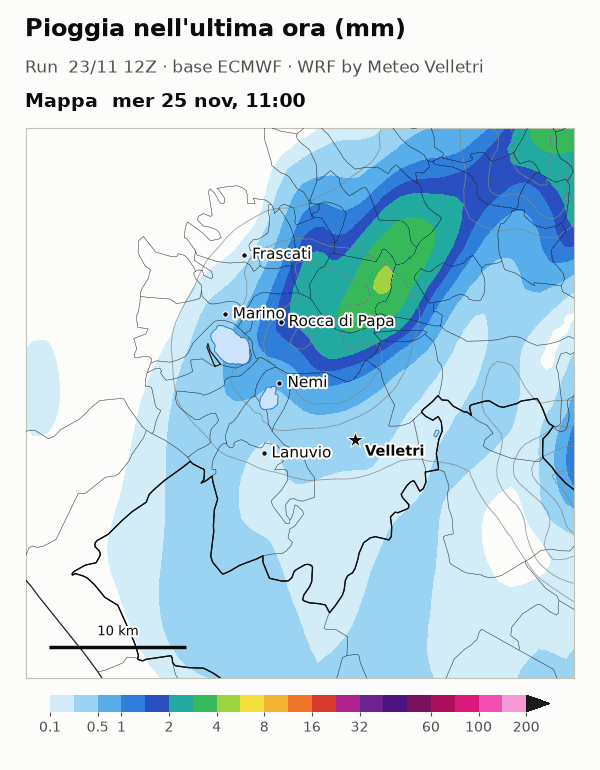 Pioggia nell'ultima ora (mm)
Run  23/11 12Z · base ECMWF · WRF by Meteo Velletri
Mappa  mer 25 nov, 11:00
Frascati
Marino
Rocca di Papa
Nemi
Velletri
Lanuvio
10 km
0.1 0.5 1 2 4 8 16 32 60 100 200